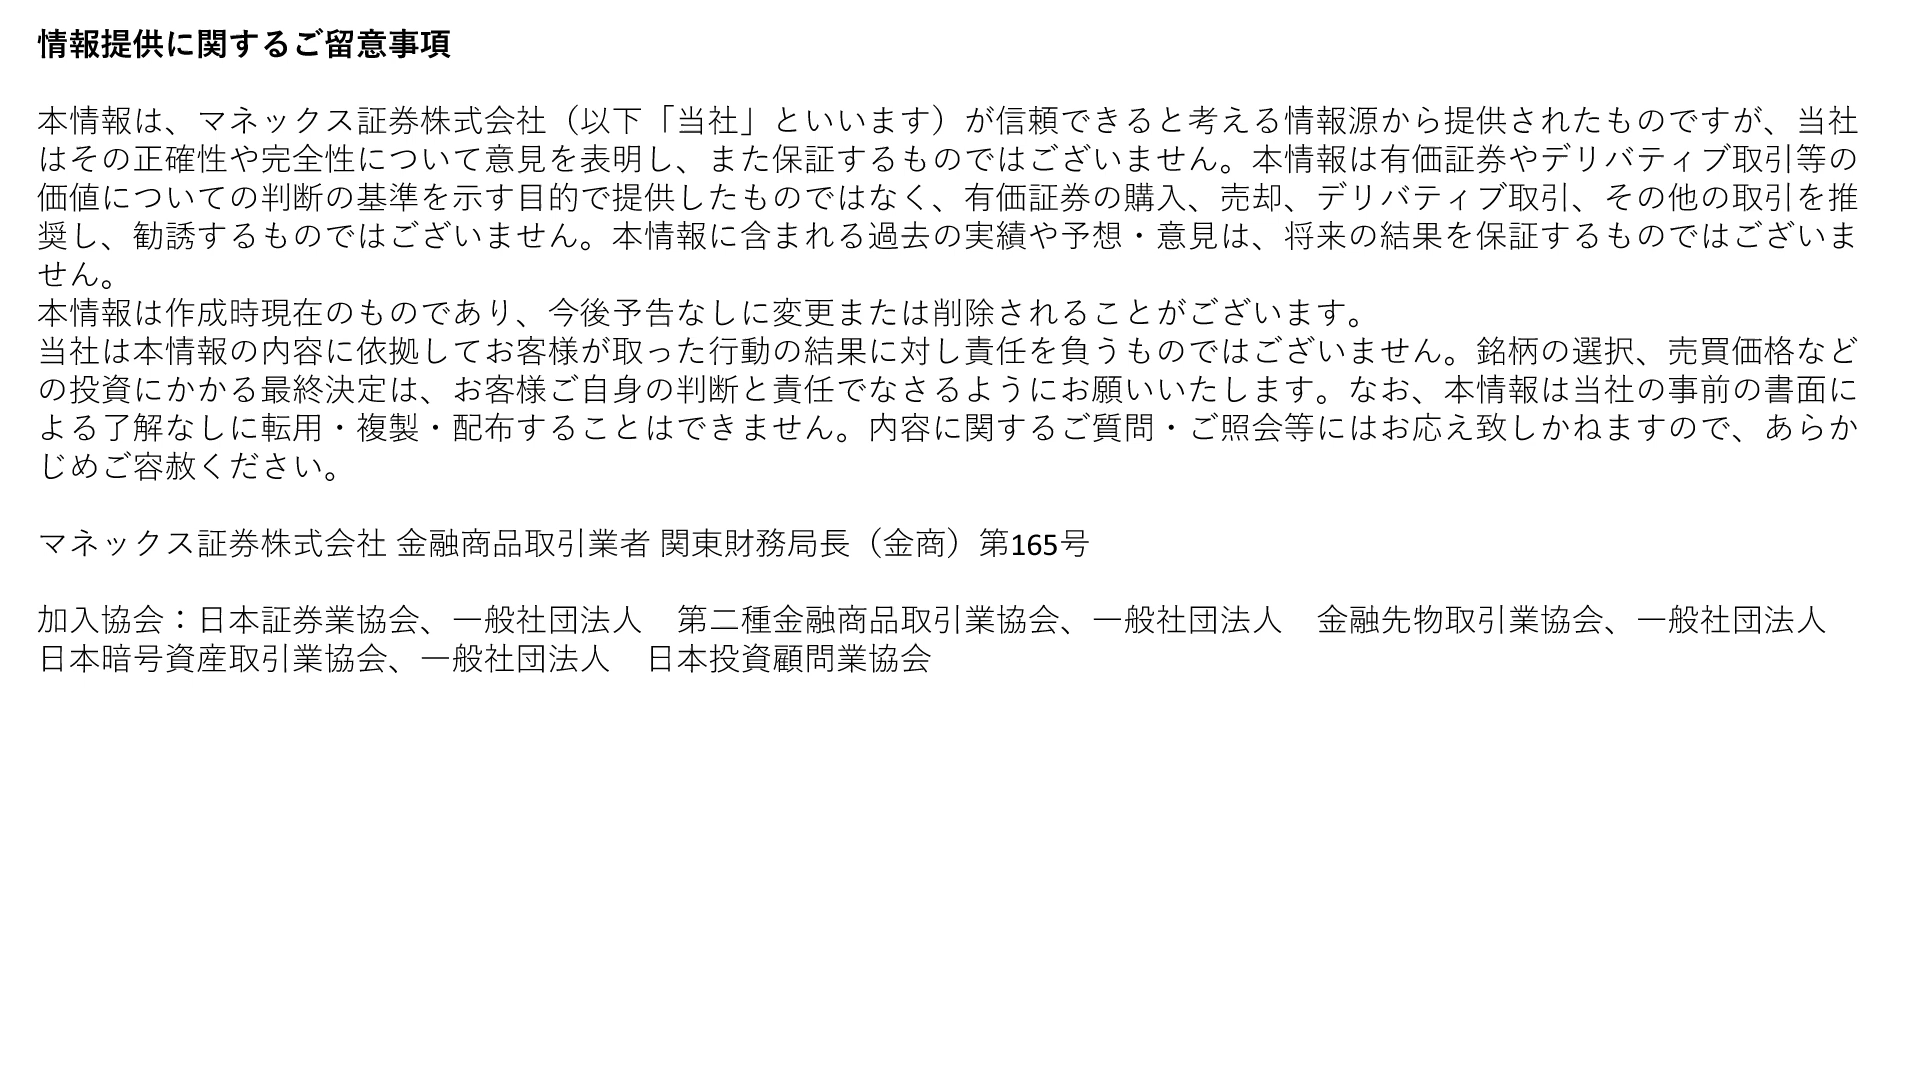 情報提供に関するご留意事項
本情報は、マネックス証券株式会社（以下「当社」といいます）が信頼できると考える情報源から提供されたものですが、当社
はその正確性や完全性について意見を表明し、また保証するものではございません。本情報は有価証券やデリバティブ取引等の
価値についての判断の基準を示す目的で提供したものではなく、有価証券の購入、売却、デリバティブ取引、その他の取引を推
奨し、勧誘するものではございません。本情報に含まれる過去の実績や予想・意見は、将来の結果を保証するものではございま
せん。
本情報は作成時現在のものであり、今後予告なしに変更または削除されることがございます。
当社は本情報の内容に依拠してお客様が取った行動の結果に対し責任を負うものではございません。銘柄の選択、売買価格など
の投資にかかる最終決定は、お客様ご自身の判断と責任でなさるようにお願いいたします。なお、本情報は当社の事前の書面に
よる了解なしに転用・複製・配布することはできません。内容に関するご質問・ご照会等にはお応え致しかねますので、あらか
じめご容赦ください。
マネックス証券株式会社 金融商品取引業者 関東財務局長（金商）第165号
加入協会：日本証券業協会、一般社団法人　第二種金融商品取引業協会、一般社団法人　金融先物取引業協会、一般社団法人
日本暗号資産取引業協会、一般社団法人　日本投資顧問業協会